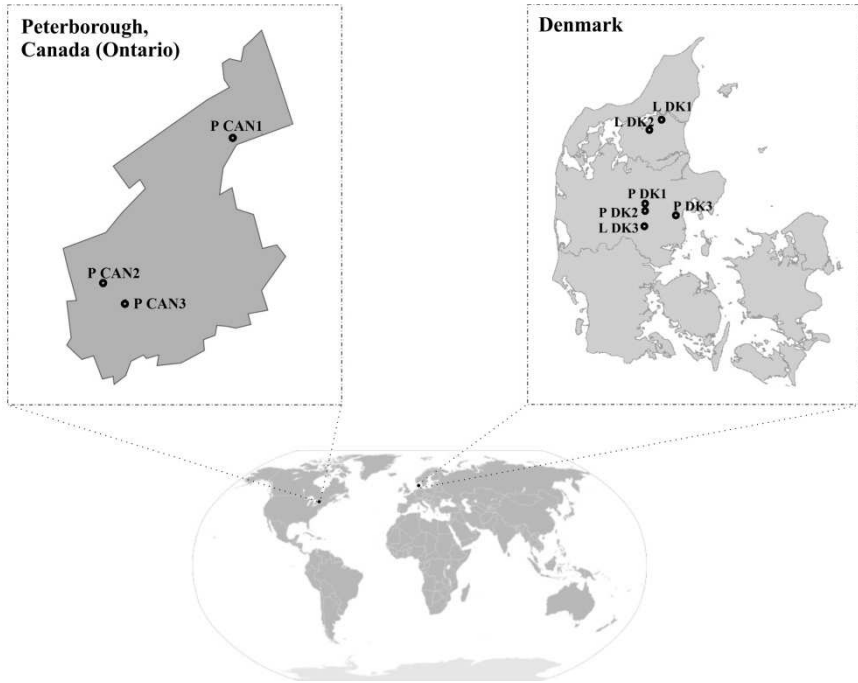 Peterborough,
Canada (Ontario)
P CAN1
P CAN2
P CAN3
Denmark
L DK1
L DK2
P DK1
P DK2
P DK3
L DK3